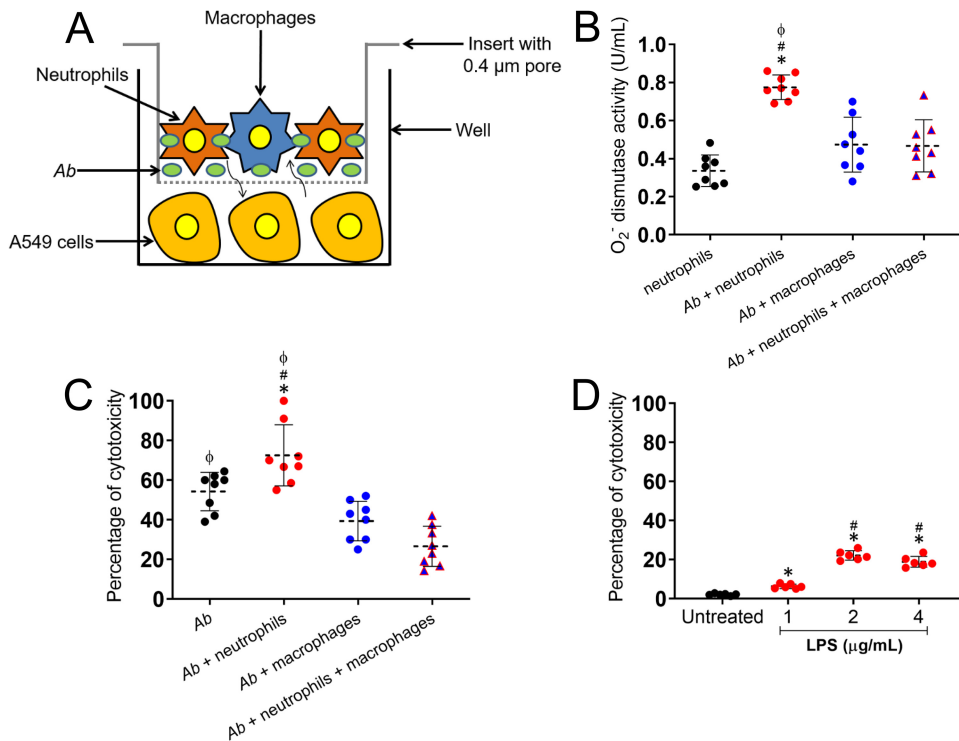 A
Macrophages
Neutrophils
Insert with
0.4 µm pore
Well
Ab
A549 cells
B
O₂⁻ dismutase activity (U/mL)
1.0
0.8
0.6
0.4
0.2
0.0
ϕ
#
*
neutrophils
Ab + neutrophils
Ab + macrophages
Ab + neutrophils + macrophages
C
Percentage of cytotoxicity
100
80
60
40
20
0
ϕ
ϕ
#
*
Ab
Ab + neutrophils
Ab + macrophages
Ab + neutrophils + macrophages
D
Percentage of cytotoxicity
100
80
60
40
20
0
*
#
*
#
*
Untreated 1 2 4
LPS (µg/mL)